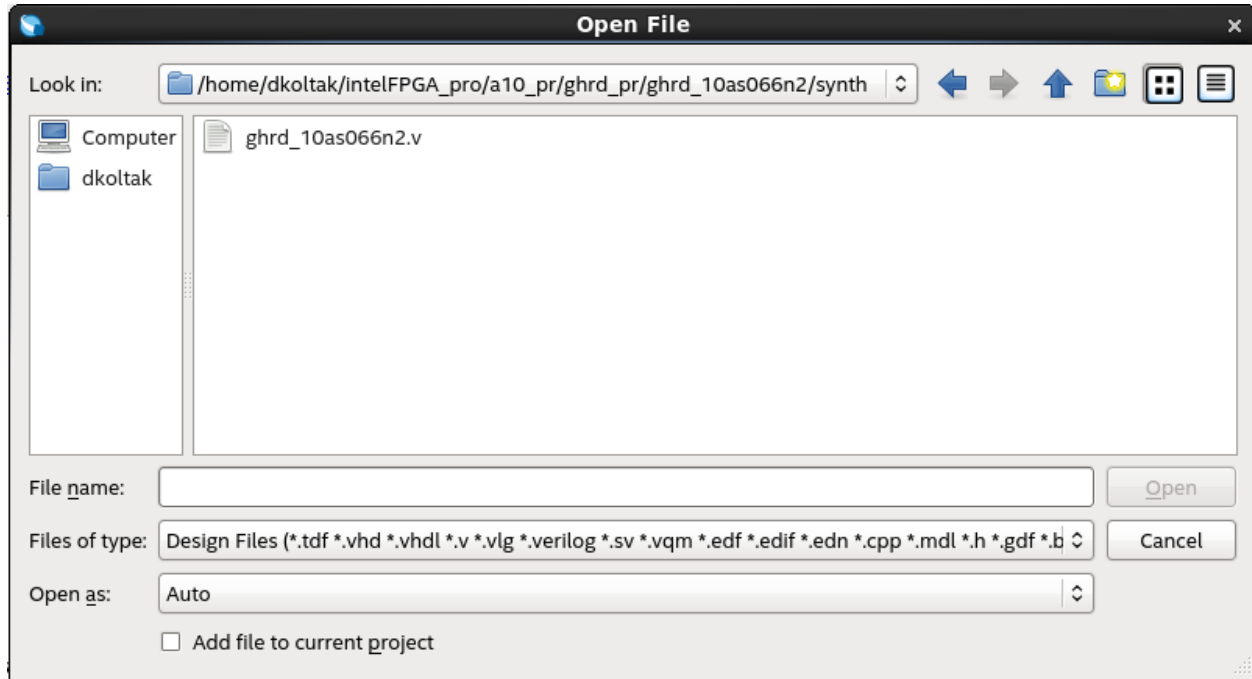 Open File
Look in: /home/dkoltak/intelFPGA_pro/a10_pr/ghrd_pr/ghrd_10as066n2/synth
Computer
dkoltak
ghrd_10as066n2.v
File name: Open
Files of type: Design Files (*.tdf *.vhd *.vhdl *.v *.vlg *.verilog *.sv *.vqm *.edf *.edif *.edn *.cpp *.mdl *.h *.gdf *.b Cancel
Open as: Auto
Add file to current project